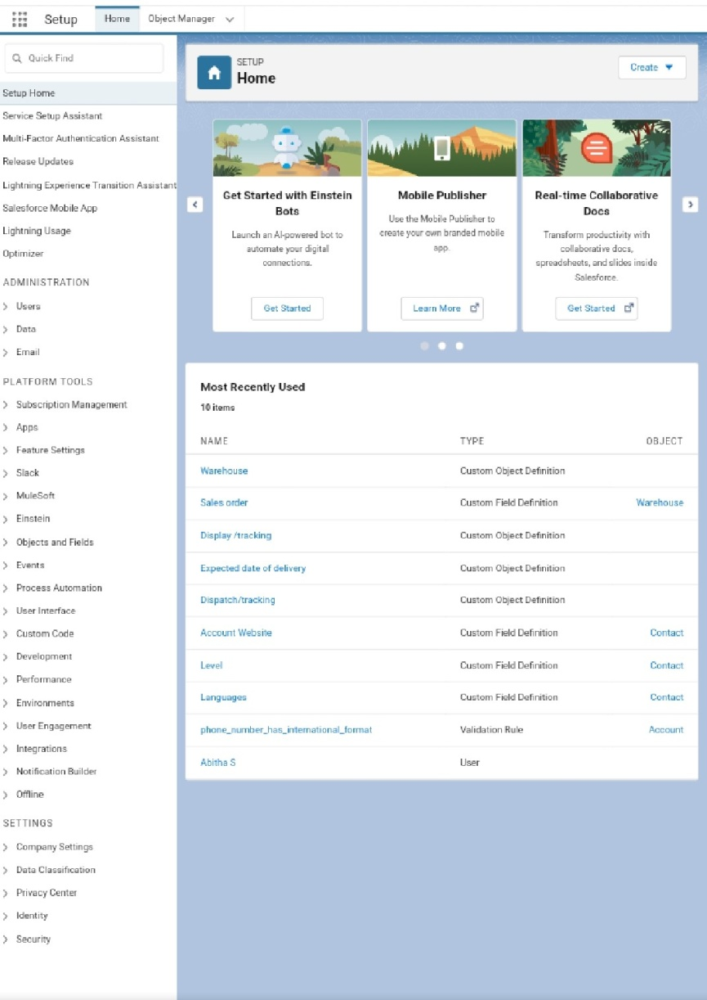 Setup
Home
Object Manager
Quick Find
Setup Home
Service Setup Assistant
Multi-Factor Authentication Assistant
Release Updates
Lightning Experience Transition Assistant
Salesforce Mobile App
Lightning Usage
Optimizer
ADMINISTRATION
Users
Data
Email
PLATFORM TOOLS
Subscription Management
Apps
Feature Settings
Slack
MuleSoft
Einstein
Objects and Fields
Events
Process Automation
User Interface
Custom Code
Development
Performance
Environments
User Engagement
Integrations
Notification Builder
Offline
SETTINGS
Company Settings
Data Classification
Privacy Center
Identity
Security
SETUP
Home
Create
Get Started with Einstein
Bots
Launch an AI-powered bot to
automate your digital
connections.
Get Started
Mobile Publisher
Use the Mobile Publisher to
create your own branded mobile
app.
Learn More
Real-time Collaborative
Docs
Transform productivity with
collaborative docs,
spreadsheets, and slides inside
Salesforce.
Get Started
Most Recently Used
10 items
NAME TYPE OBJECT
Warehouse Custom Object Definition
Sales order Custom Field Definition Warehouse
Display /tracking Custom Object Definition
Expected date of delivery Custom Object Definition
Dispatch/tracking Custom Object Definition
Account Website Custom Field Definition Contact
Level Custom Field Definition Contact
Languages Custom Field Definition Contact
phone_number_has_international_format Validation Rule Account
Abitha S User